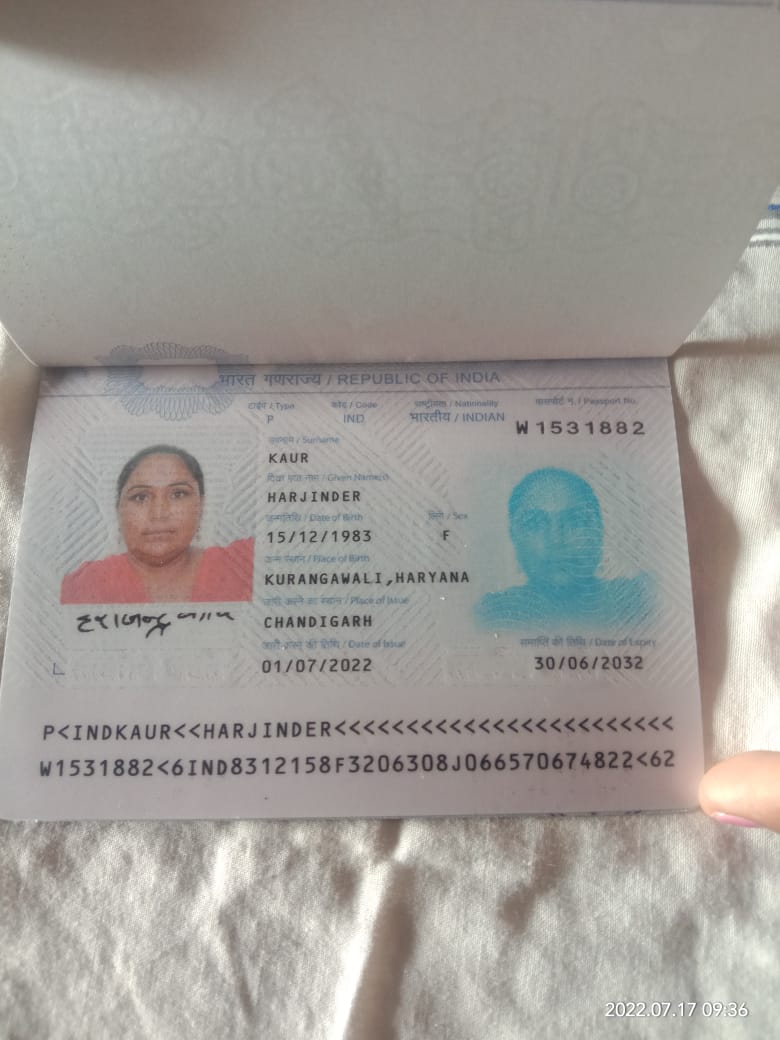 भारत गणराज्य / REPUBLIC OF INDIA
टाईप / Type कोड / Code राष्ट्रीयता / Nationality पासपोर्ट न. / Passport No.
P IND भारतीय / INDIAN W1531882
उपनाम / Surname
KAUR
दिया गया नाम / Given Name(s)
HARJINDER
जन्मतिथि / Date of Birth लिंग / Sex
15/12/1983 F
जन्म स्थान / Place of Birth
KURANGAWALI,HARYANA
जारी करने का स्थान / Place of Issue
CHANDIGARH
जारी करने की तिथि / Date of Issue समाप्ति की तिथि / Date of Expiry
01/07/2022 30/06/2032
P<INDKAUR<<HARJINDER<<<<<<<<<<<<<<<<<<<<<<<<
W1531882<6IND8312158F3206308J066570674822<62
2022.07.17 09:36